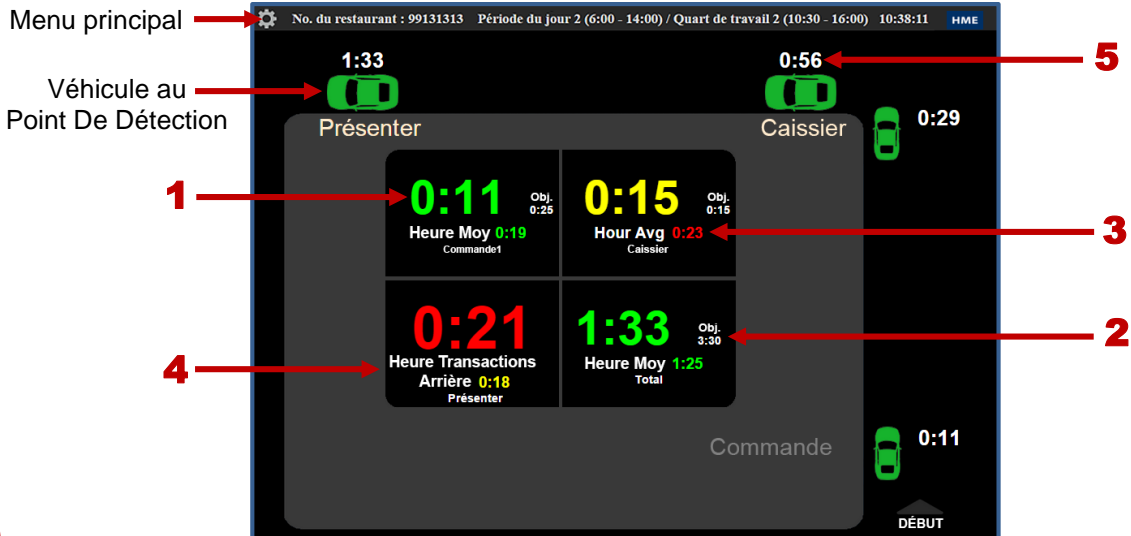 Menu principal
No. du restaurant : 99131313 Période du jour 2 (6:00 - 14:00) / Quart de travail 2 (10:30 - 16:00) 10:38:11 HME
1:33
0:56
5
Véhicule au
Point De Détection
Présenter
Caissier
0:29
1
0:11
Obj.
0:25
Heure Moy 0:19
Commande1
0:15
Obj.
0:15
Hour Avg 0:23
Caissier
3
0:21
Heure Transactions
Arrière 0:18
Présenter
4
1:33
Obj.
3:30
Heure Moy 1:25
Total
2
Commande
0:11
DÉBUT